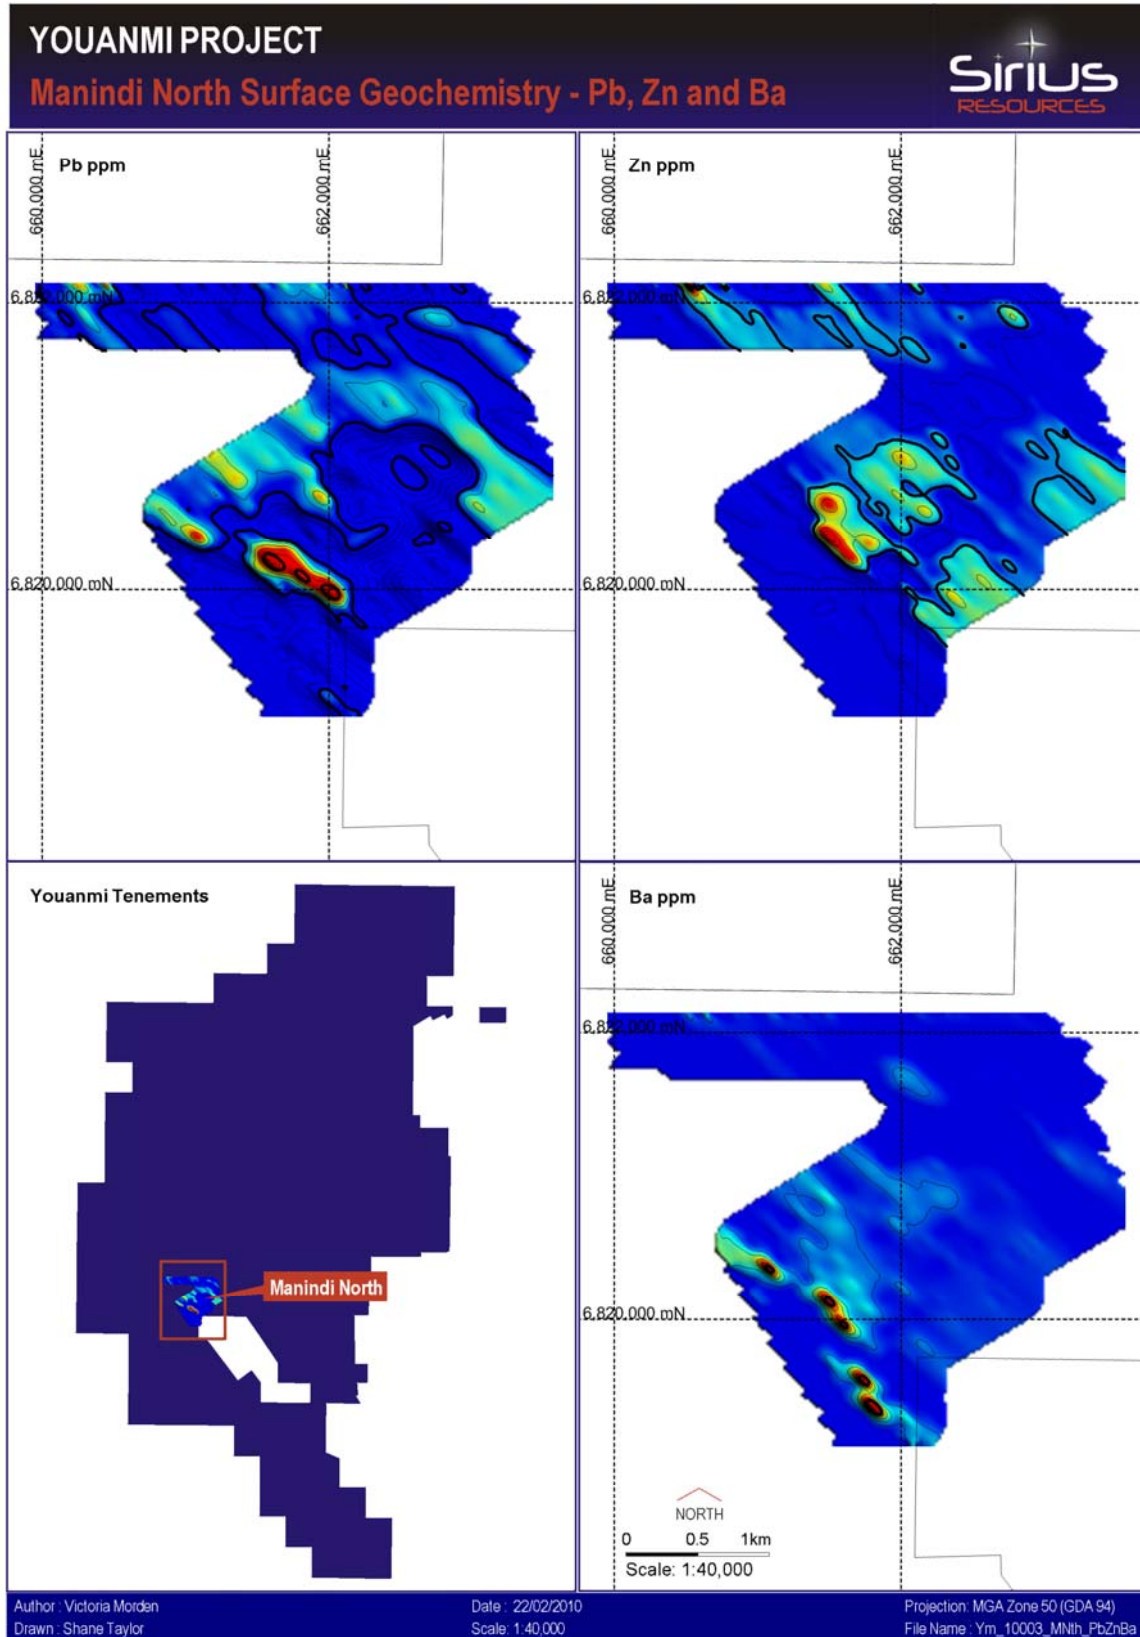 YOUANMI PROJECT
Manindi North Surface Geochemistry - Pb, Zn and Ba
Sirius
RESOURCES
Pb ppm
660,000 mE
662,000 mE
6,822,000 mN
6,820,000 mN
Zn ppm
660,000 mE
662,000 mE
6,822,000 mN
6,820,000 mN
Youanmi Tenements
Manindi North
Ba ppm
660,000 mE
662,000 mE
6,822,000 mN
6,820,000 mN
NORTH
0 0.5 1km
Scale: 1:40,000
Author : Victoria Morden
Drawn : Shane Taylor
Date : 22/02/2010
Scale: 1:40,000
Projection: MGA Zone 50 (GDA 94)
File Name : Ym_10003_MNth_PbZnBa